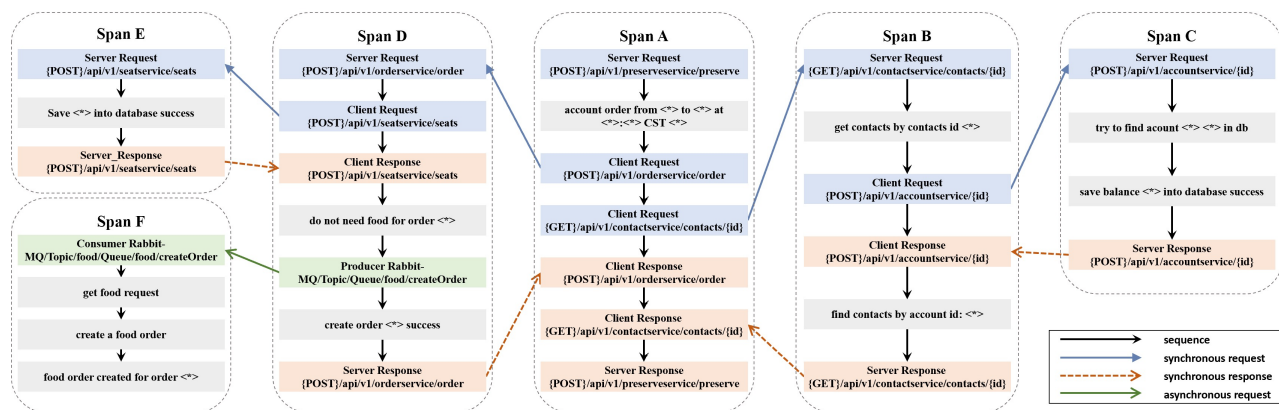 Span E
Server Request
{POST}/api/v1/seatservice/seats
Save <*> into database success
Server_Response
{POST}/api/v1/seatservice/seats
Span F
Consumer Rabbit-
MQ/Topic/food/Queue/food/createOrder
get food request
create a food order
food order created for order <*>
Span D
Server Request
{POST}/api/v1/orderservice/order
Client Request
{POST}/api/v1/seatservice/seats
Client Response
{POST}/api/v1/seatservice/seats
do not need food for order <*>
Producer Rabbit-
MQ/Topic/Queue/food/createOrder
create order <*> success
Server Response
{POST}/api/v1/orderservice/order
Span A
Server Request
{POST}/api/v1/preserveservice/preserve
account order from <*> to <*> at
<*>:<*> CST <*>
Client Request
{POST}/api/v1/orderservice/order
Client Request
{GET}/api/v1/contactservice/contacts/{id}
Client Response
{POST}/api/v1/orderservice/order
Client Response
{GET}/api/v1/contactservice/contacts/{id}
Server Response
{POST}/api/v1/preserveservice/preserve
Span B
Server Request
{GET}/api/v1/contactservice/contacts/{id}
get contacts by contacts id <*>
Client Request
{POST}/api/v1/accountservice/{id}
Client Response
{POST}/api/v1/accountservice/{id}
find contacts by account id: <*>
Server Response
{GET}/api/v1/contactservice/contacts/{id}
Span C
Server Request
{POST}/api/v1/accountservice/{id}
try to find acount <*> <*> in db
save balance <*> into database success
Server Response
{POST}/api/v1/accountservice/{id}
sequence
synchronous request
synchronous response
asynchronous request